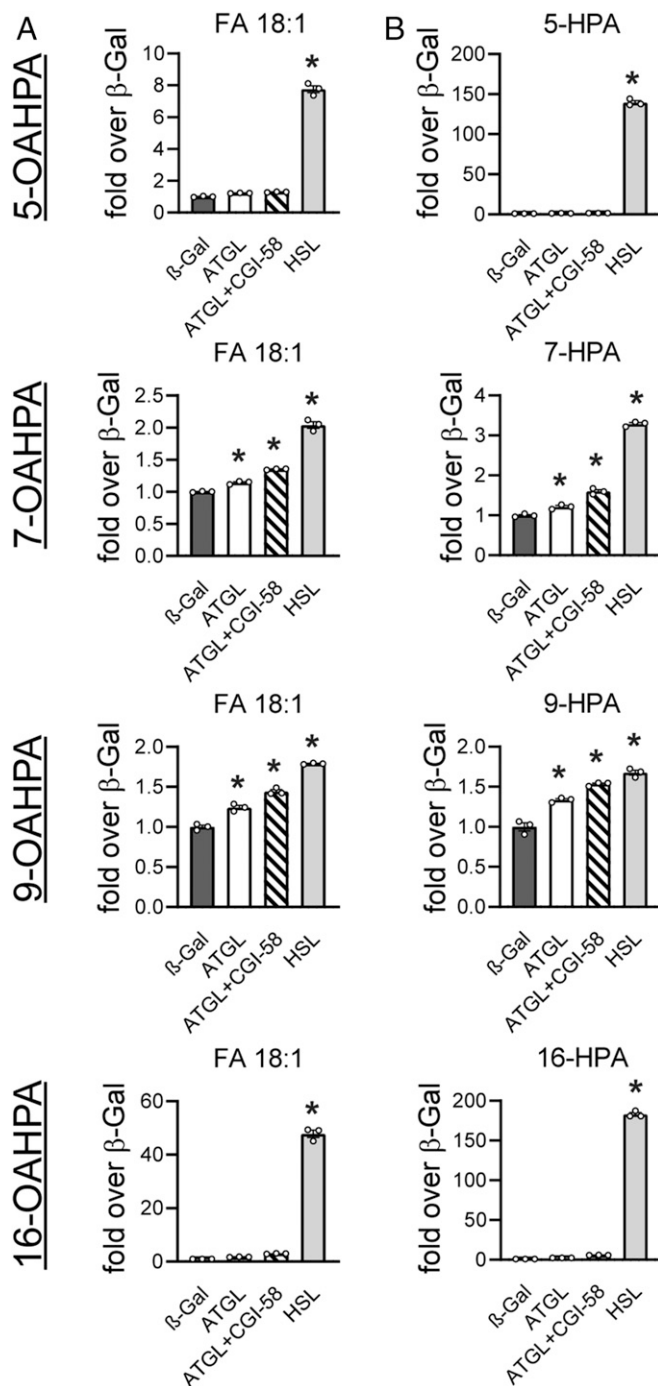 A
B
5-OAHPA
FA 18:1
fold over β-Gal
10
8
6
4
2
0
*
ß-Gal
ATGL
ATGL+CGI-58
HSL
5-HPA
fold over β-Gal
200
150
100
50
0
*
ß-Gal
ATGL
ATGL+CGI-58
HSL
7-OAHPA
FA 18:1
fold over β-Gal
2.5
2.0
1.5
1.0
0.5
0.0
* * *
ß-Gal
ATGL
ATGL+CGI-58
HSL
7-HPA
fold over β-Gal
4
3
2
1
0
* * *
ß-Gal
ATGL
ATGL+CGI-58
HSL
9-OAHPA
FA 18:1
fold over β-Gal
2.0
1.5
1.0
0.5
0.0
* * *
ß-Gal
ATGL
ATGL+CGI-58
HSL
9-HPA
fold over β-Gal
2.0
1.5
1.0
0.5
0.0
* * *
ß-Gal
ATGL
ATGL+CGI-58
HSL
16-OAHPA
FA 18:1
fold over β-Gal
60
40
20
0
*
ß-Gal
ATGL
ATGL+CGI-58
HSL
16-HPA
fold over β-Gal
200
150
100
50
0
*
ß-Gal
ATGL
ATGL+CGI-58
HSL